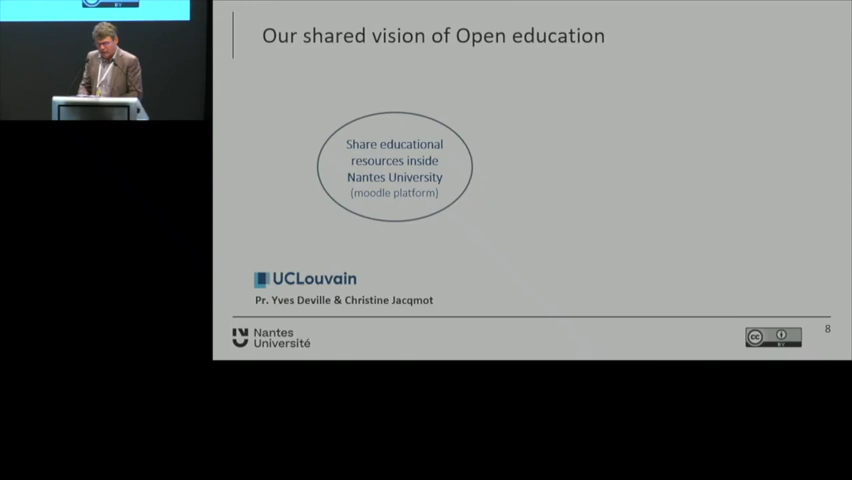 Our shared vision of Open education
Share educational
resources inside
Nantes University
(moodle platform)
UCLouvain
Pr. Yves Deville & Christine Jacqmot
Nantes
Université
BY
8